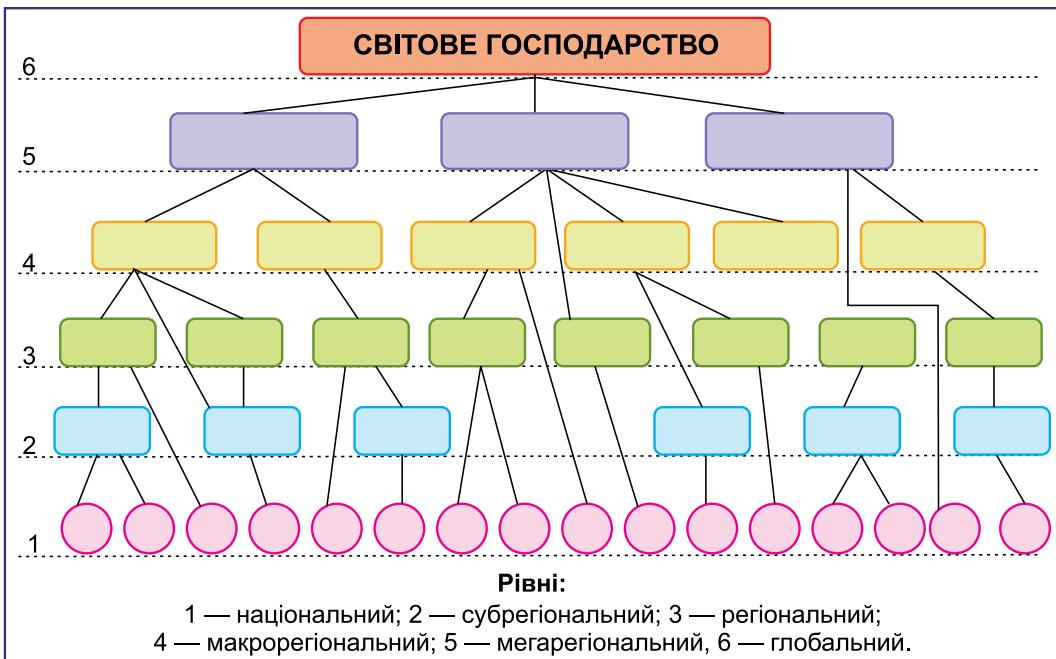 СВІТОВЕ ГОСПОДАРСТВО
6
5
4
3
2
1
Рівні:
1 — національний; 2 — субрегіональний; 3 — регіональний;
4 — макрорегіональний; 5 — мегарегіональний, 6 — глобальний.